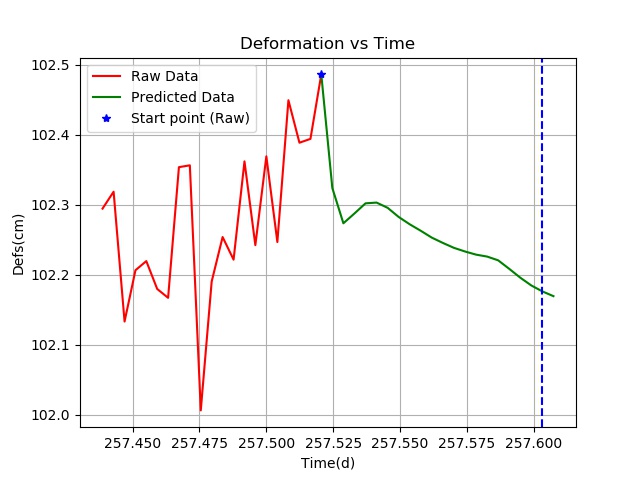 Deformation vs Time
Raw Data
Predicted Data
Start point (Raw)
Defs(cm)
102.5
102.4
102.3
102.2
102.1
102.0
257.450 257.475 257.500 257.525 257.550 257.575 257.600
Time(d)